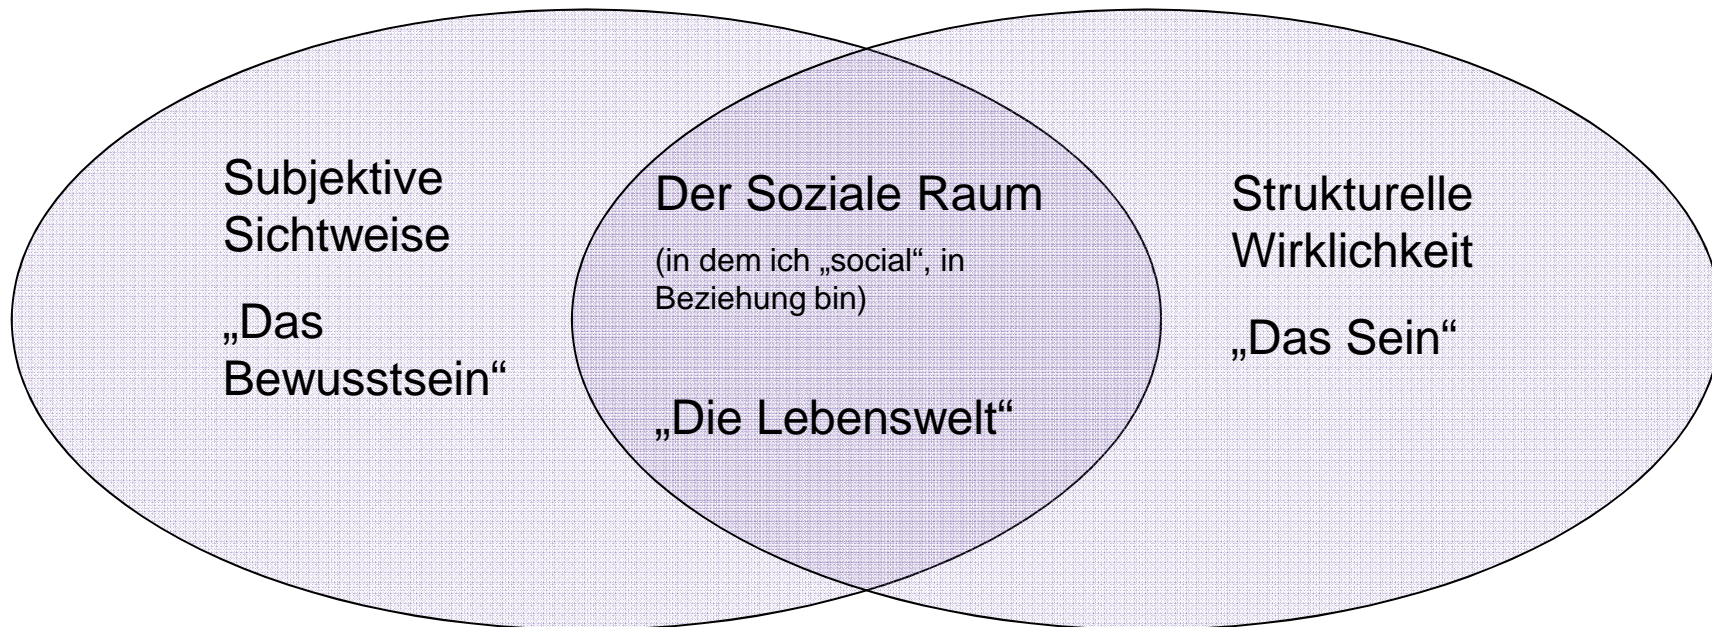 Subjektive
Sichtweise
„Das
Bewusstsein“
Der Soziale Raum
(in dem ich „social“, in
Beziehung bin)
„Die Lebenswelt“
Strukturelle
Wirklichkeit
„Das Sein“